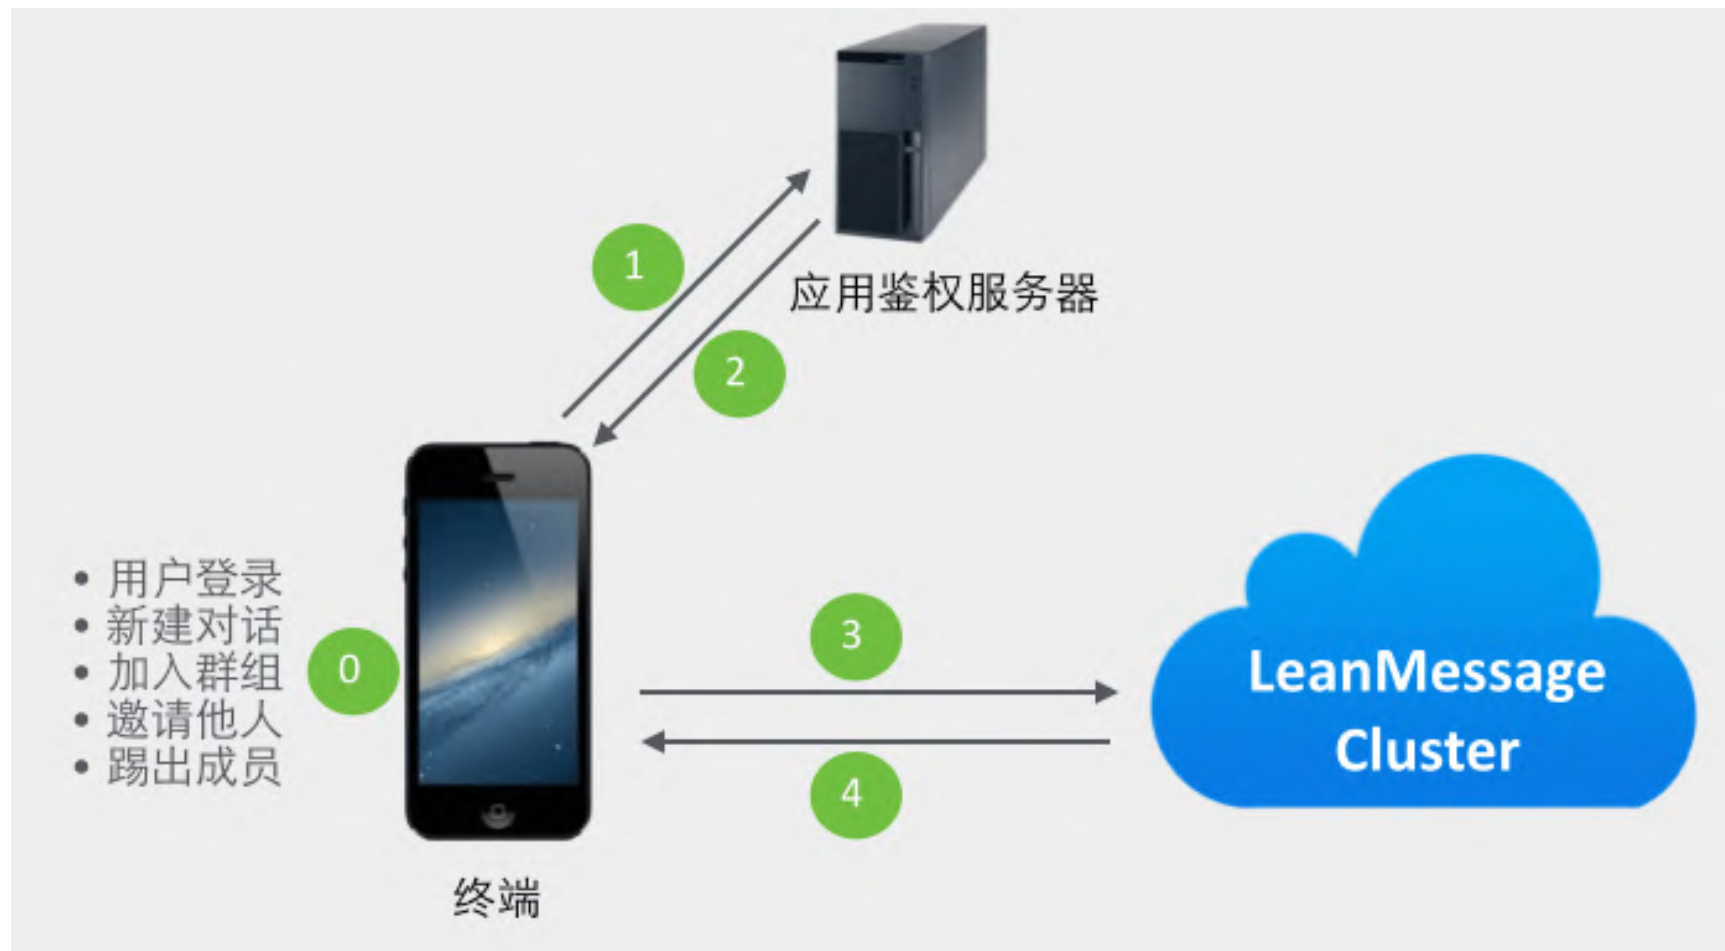 1
应用鉴权服务器
2
• 用户登录
• 新建对话
• 加入群组
• 邀请他人
• 踢出成员
0
3
LeanMessage
Cluster
4
终端